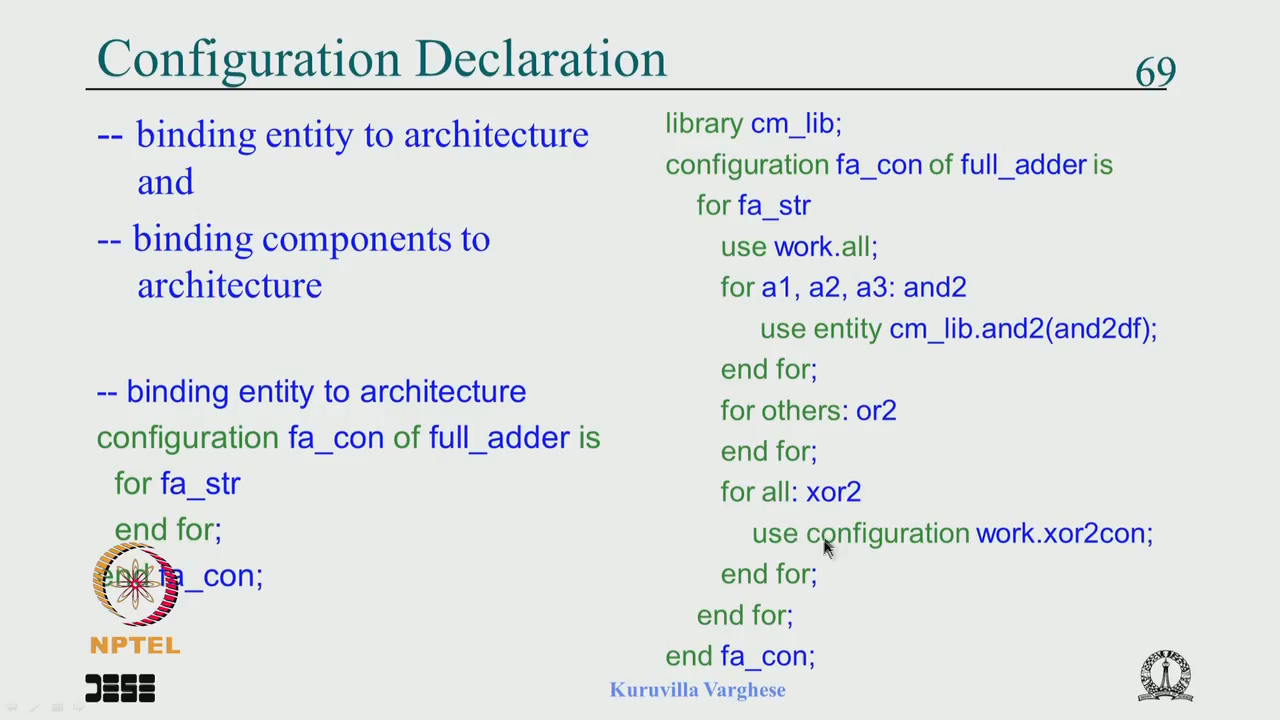 Configuration Declaration
69
-- binding entity to architecture
and
-- binding components to
architecture
-- binding entity to architecture
configuration fa_con of full_adder is
for fa_str
end for;
end fa_con;
library cm_lib;
configuration fa_con of full_adder is
for fa_str
use work.all;
for a1, a2, a3: and2
use entity cm_lib.and2(and2df);
end for;
for others: or2
end for;
for all: xor2
use configuration work.xor2con;
end for;
end for;
end fa_con;
NPTEL
DESE
Kuruvilla Varghese